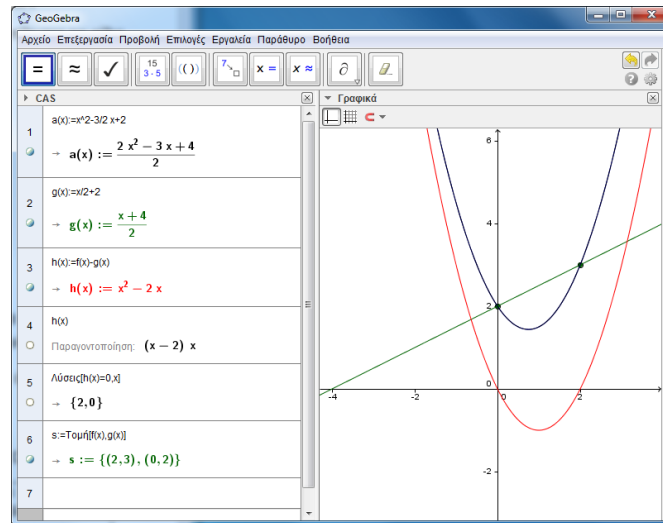 GeoGebra
Αρχείο Επεξεργασία Προβολή Επιλογές Εργαλεία Παράθυρο Βοήθεια
= ≈ ✓ 15 3·5 (()) 7 x = x ≈ ∂
CAS
Γραφικά
1
a(x):=x^2-3/2 x+2
→ a(x) := (2 x² − 3 x + 4)/2
2
g(x):=x/2+2
→ g(x) := (x + 4)/2
3
h(x):=f(x)-g(x)
→ h(x) := x² − 2 x
4
h(x)
Παραγοντοποίηση: (x − 2) x
5
Λύσεις[h(x)=0,x]
→ {2,0}
6
s:=Τομή[f(x),g(x)]
→ s := {(2,3), (0,2)}
7
6
4
2
0
-4 -2 0 2
-2